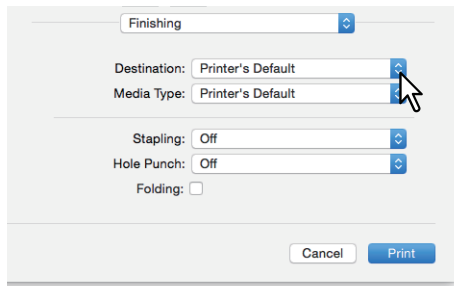 Finishing
Destination: Printer's Default
Media Type: Printer's Default
Stapling: Off
Hole Punch: Off
Folding:
Cancel Print